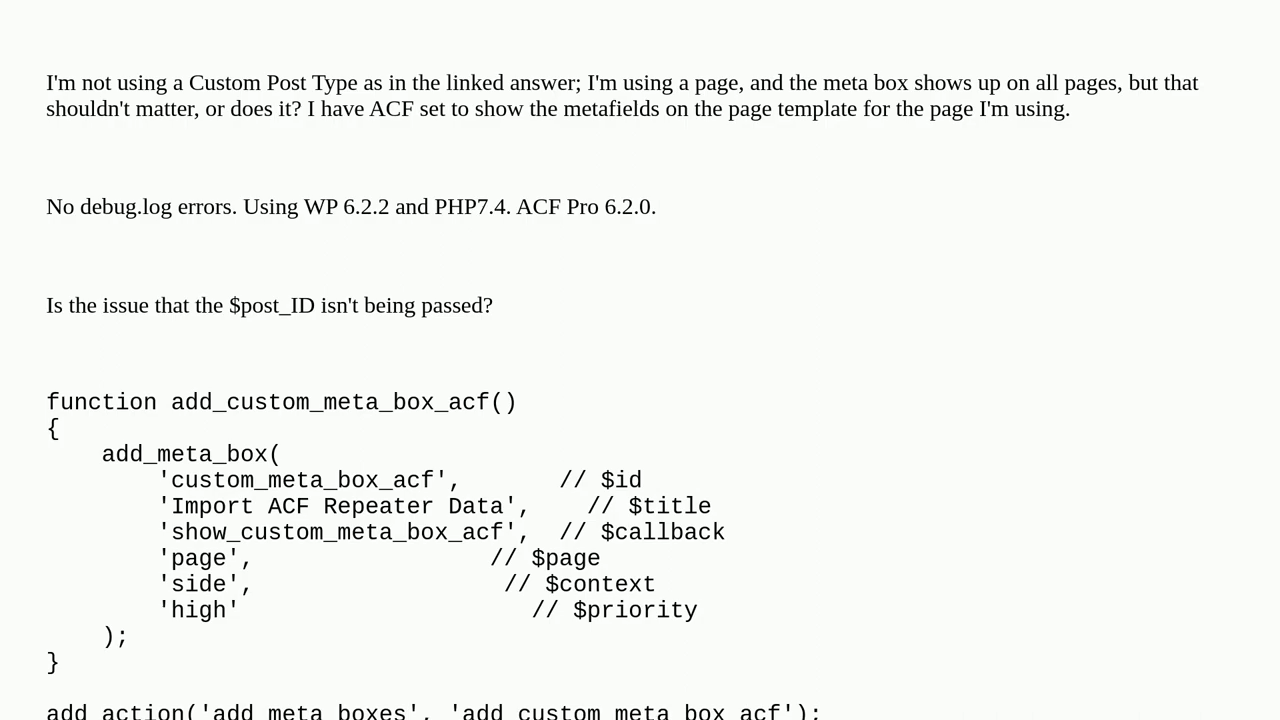 I'm not using a Custom Post Type as in the linked answer; I'm using a page, and the meta box shows up on all pages, but that
shouldn't matter, or does it? I have ACF set to show the metafields on the page template for the page I'm using.
No debug.log errors. Using WP 6.2.2 and PHP7.4. ACF Pro 6.2.0.
Is the issue that the $post_ID isn't being passed?
function add_custom_meta_box_acf()
{
    add_meta_box(
        'custom_meta_box_acf',       // $id
        'Import ACF Repeater Data',    // $title
        'show_custom_meta_box_acf',  // $callback
        'page',                 // $page
        'side',                  // $context
        'high'                     // $priority
    );
}
add_action('add_meta_boxes', 'add_custom_meta_box_acf');